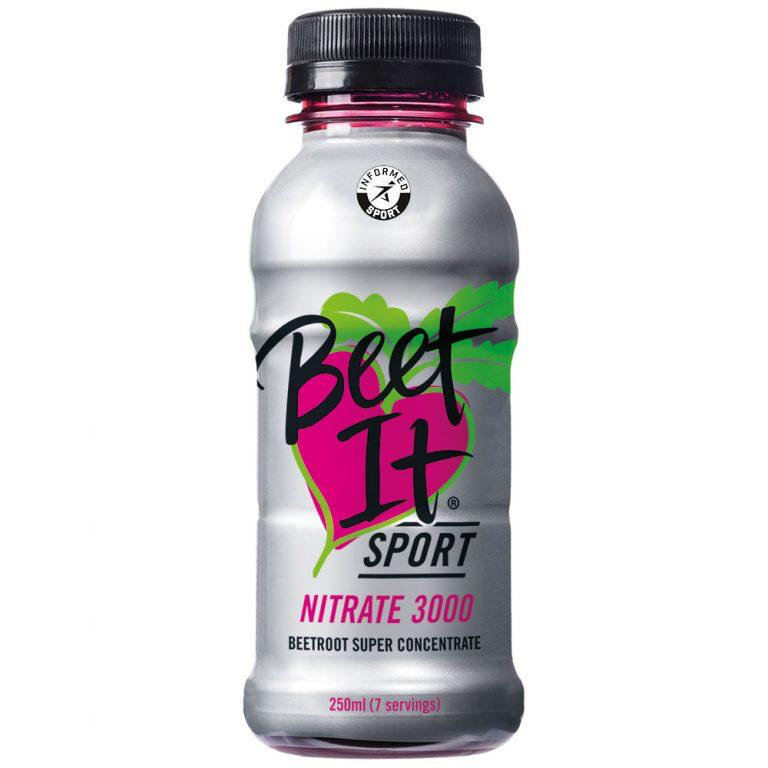 INFORMED
SPORT
Beet
It®
SPORT
NITRATE 3000
BEETROOT SUPER CONCENTRATE
250ml (7 servings)